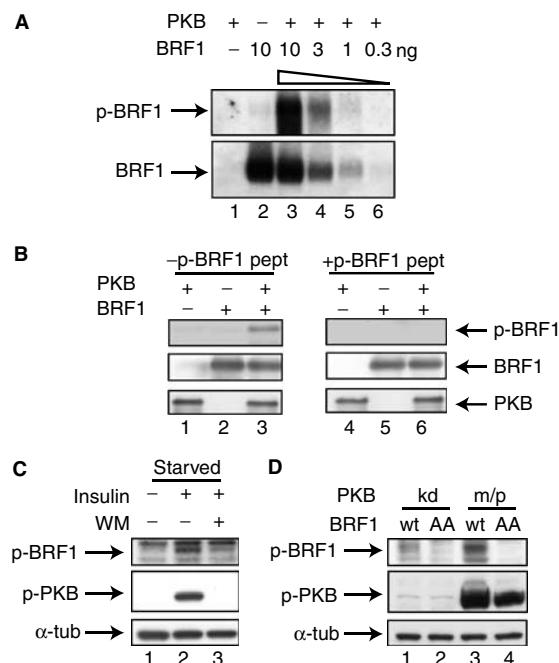 A
PKB + − + + + +
BRF1 − 10 10 3 1 0.3 ng
p-BRF1
BRF1
1 2 3 4 5 6
B
−p-BRF1 pept +p-BRF1 pept
PKB + − + + − +
BRF1 − + + − + +
p-BRF1
BRF1
PKB
1 2 3 4 5 6
C
Starved
Insulin − + +
WM − − +
p-BRF1
p-PKB
α-tub
1 2 3
D
PKB kd m/p
BRF1 wt AA wt AA
p-BRF1
p-PKB
α-tub
1 2 3 4